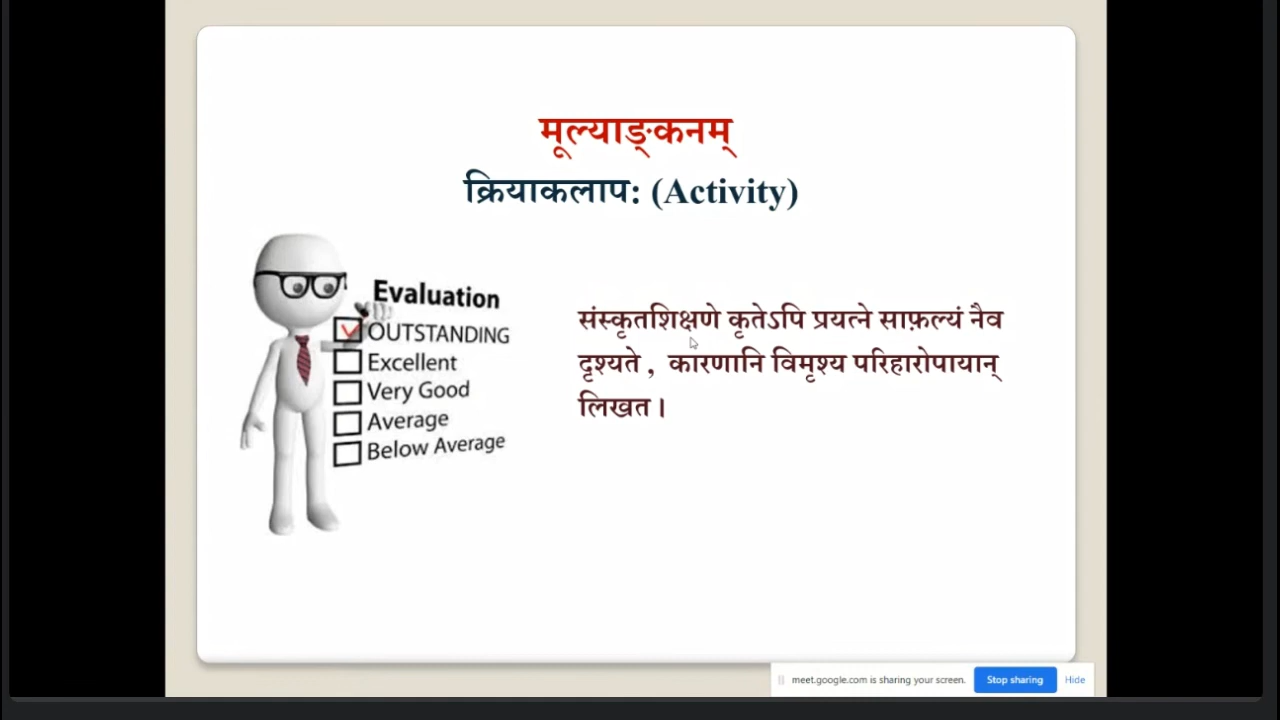 मूल्याङ्कनम्
क्रियाकलाप: (Activity)
Evaluation
OUTSTANDING
Excellent
Very Good
Average
Below Average
संस्कृतशिक्षणे कृतेऽपि प्रयत्ने साफ़ल्यं नैव
दृश्यते , कारणानि विमृश्य परिहारोपायान्
लिखत ।
meet.google.com is sharing your screen. Stop sharing Hide